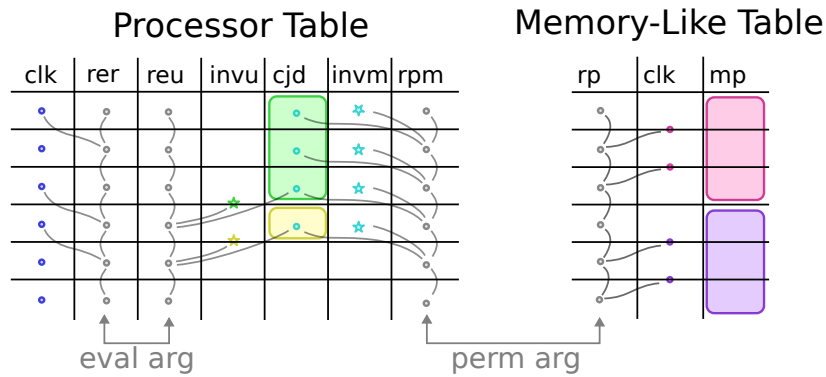 Processor Table
Memory-Like Table
clk rer reu invu cjd invm rpm
rp clk mp
eval arg
perm arg